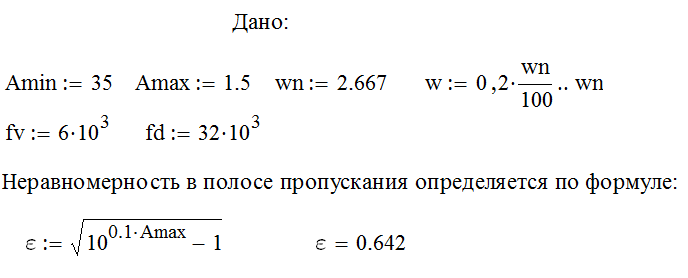 Дано:
Amin := 35 Amax := 1.5 wn := 2.667 w := 0 ,2·wn/100 .. wn
fv := 6·10^3 fd := 32·10^3
Неравномерность в полосе пропускания определяется по формуле:
ε := √(10^(0.1·Amax) − 1) ε = 0.642